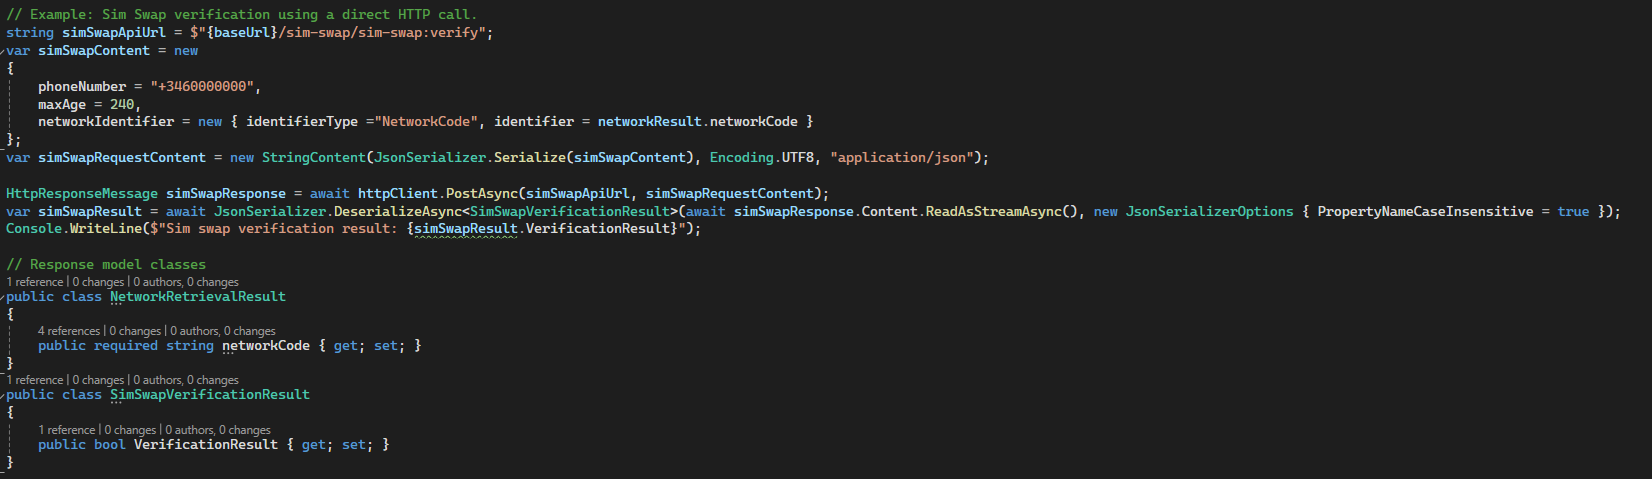 // Example: Sim Swap verification using a direct HTTP call.
string simSwapApiUrl = $"{baseUrl}/sim-swap/sim-swap:verify";
var simSwapContent = new
{
    phoneNumber = "+3460000000",
    maxAge = 240,
    networkIdentifier = new { identifierType ="NetworkCode", identifier = networkResult.networkCode }
};
var simSwapRequestContent = new StringContent(JsonSerializer.Serialize(simSwapContent), Encoding.UTF8, "application/json");
HttpResponseMessage simSwapResponse = await httpClient.PostAsync(simSwapApiUrl, simSwapRequestContent);
var simSwapResult = await JsonSerializer.DeserializeAsync<SimSwapVerificationResult>(await simSwapResponse.Content.ReadAsStreamAsync(), new JsonSerializerOptions { PropertyNameCaseInsensitive = true });
Console.WriteLine($"Sim swap verification result: {simSwapResult.VerificationResult}");
// Response model classes
1 reference | 0 changes | 0 authors, 0 changes
public class NetworkRetrievalResult
{
    4 references | 0 changes | 0 authors, 0 changes
    public required string networkCode { get; set; }
}
1 reference | 0 changes | 0 authors, 0 changes
public class SimSwapVerificationResult
{
    1 reference | 0 changes | 0 authors, 0 changes
    public bool VerificationResult { get; set; }
}